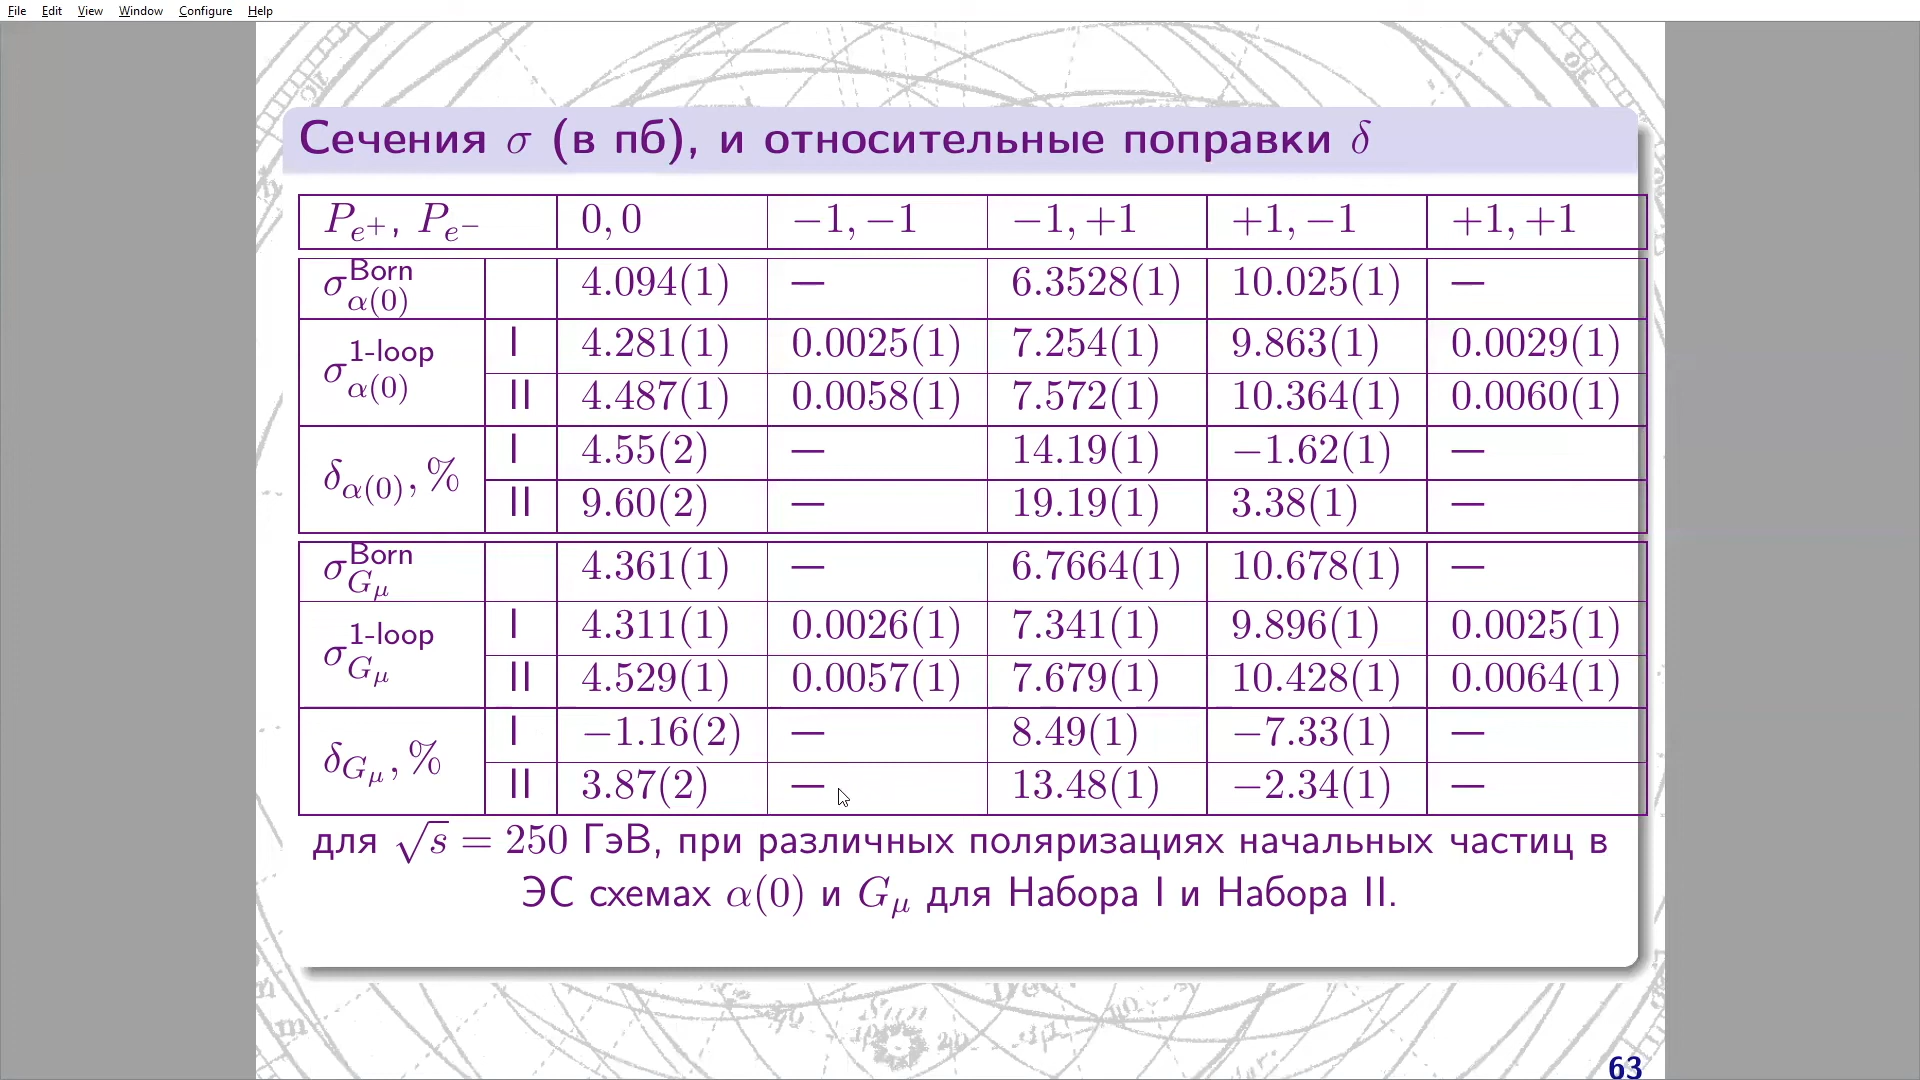 File Edit View Window Configure Help
Сечения σ (в пб), и относительные поправки δ
P_{e^+}, P_{e^-} 0, 0 −1, −1 −1, +1 +1, −1 +1, +1
σ^{Born}_{α(0)} 4.094(1) — 6.3528(1) 10.025(1) —
σ^{1-loop}_{α(0)} I 4.281(1) 0.0025(1) 7.254(1) 9.863(1) 0.0029(1)
II 4.487(1) 0.0058(1) 7.572(1) 10.364(1) 0.0060(1)
δ_{α(0)}, % I 4.55(2) — 14.19(1) −1.62(1) —
II 9.60(2) — 19.19(1) 3.38(1) —
σ^{Born}_{G_μ} 4.361(1) — 6.7664(1) 10.678(1) —
σ^{1-loop}_{G_μ} I 4.311(1) 0.0026(1) 7.341(1) 9.896(1) 0.0025(1)
II 4.529(1) 0.0057(1) 7.679(1) 10.428(1) 0.0064(1)
δ_{G_μ}, % I −1.16(2) — 8.49(1) −7.33(1) —
II 3.87(2) — 13.48(1) −2.34(1) —
для √s = 250 ГэВ, при различных поляризациях начальных частиц в
ЭС схемах α(0) и G_μ для Набора I и Набора II.
63